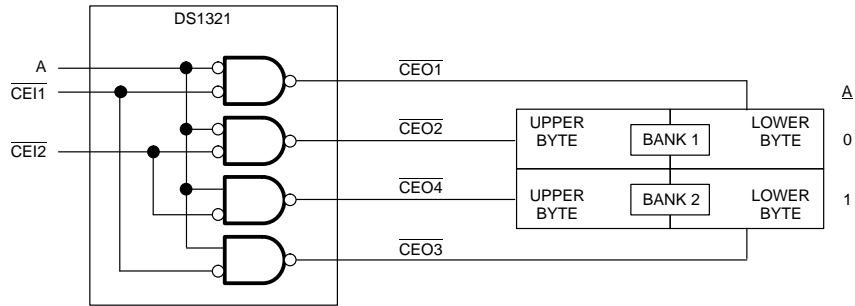 DS1321
A
CEI1
CEI2
CEO1
CEO2
CEO4
CEO3
A
UPPER BYTE
BANK 1
LOWER BYTE
0
UPPER BYTE
BANK 2
LOWER BYTE
1